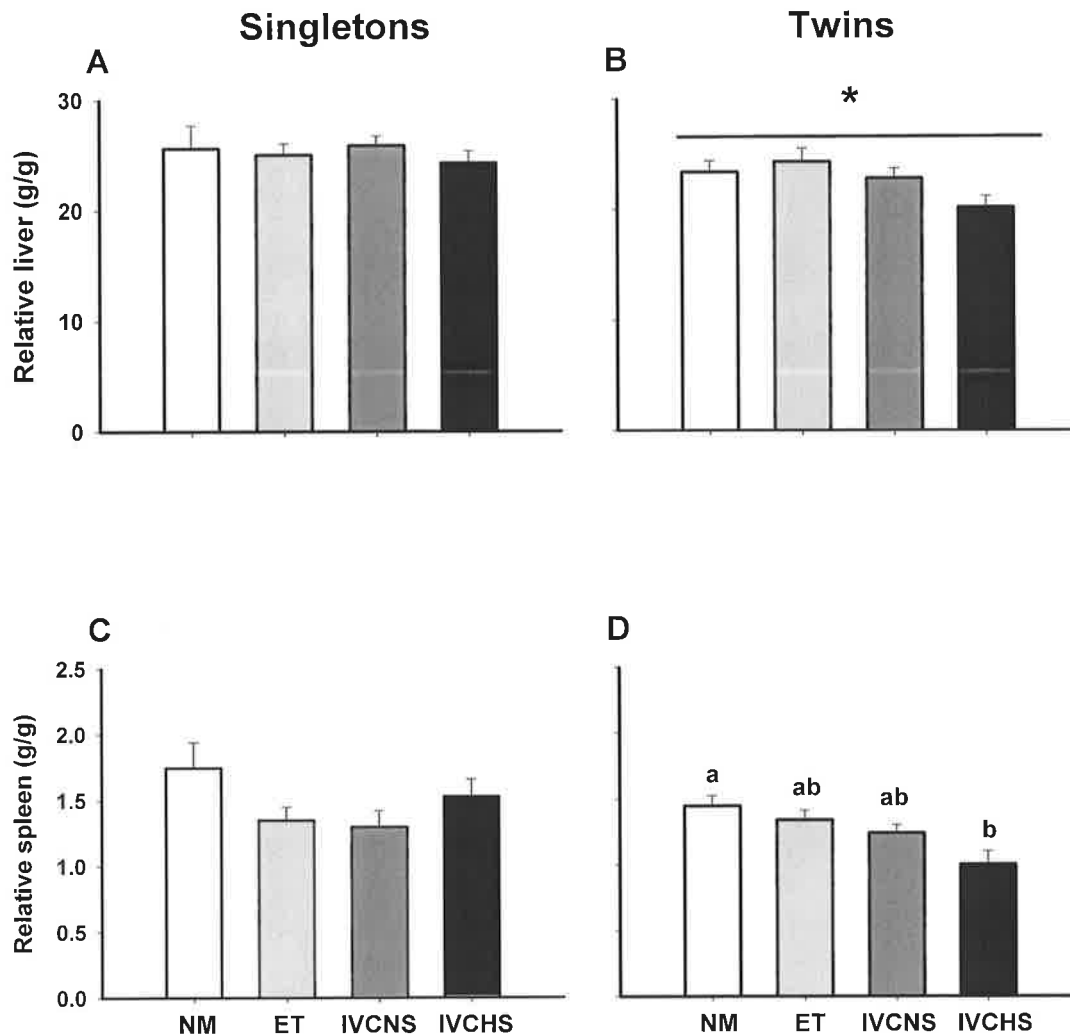 Singletons
Twins
A
B
*
30
20
10
0
Relative liver (g/g)
C
D
2.5
2.0
1.5
1.0
0.5
0.0
Relative spleen (g/g)
a
ab
ab
b
NM ET IVCNS IVCHS
NM ET IVCNS IVCHS